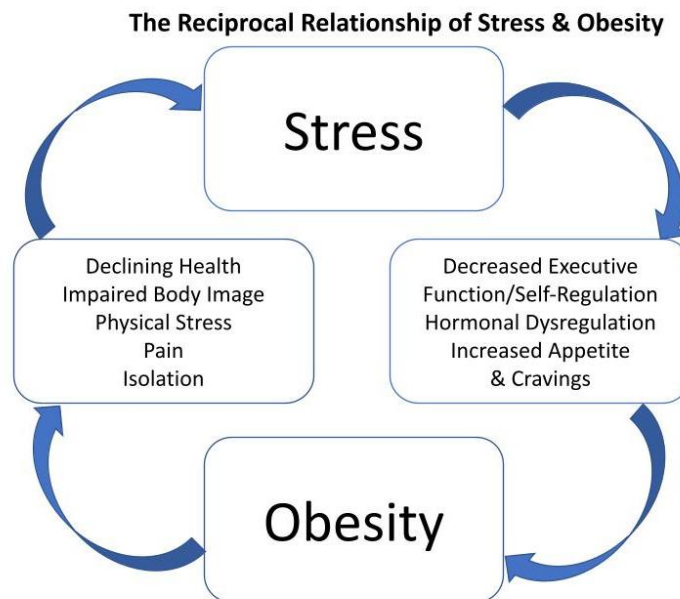 The Reciprocal Relationship of Stress & Obesity
Stress
Declining Health
Impaired Body Image
Physical Stress
Pain
Isolation
Decreased Executive
Function/Self-Regulation
Hormonal Dysregulation
Increased Appetite
& Cravings
Obesity